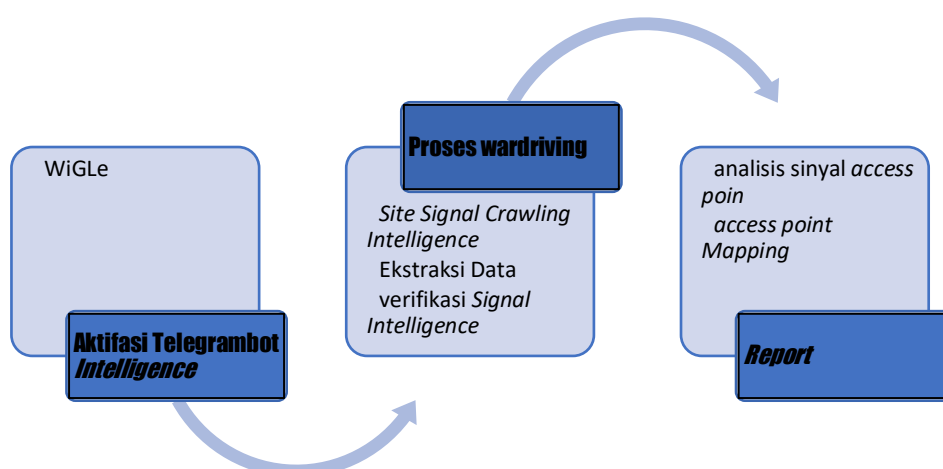 WiGLe
Aktifasi Telegrambot
Intelligence
Proses wardriving
Site Signal Crawling
Intelligence
Ekstraksi Data
verifikasi Signal
Intelligence
analisis sinyal access
poin
access point
Mapping
Report